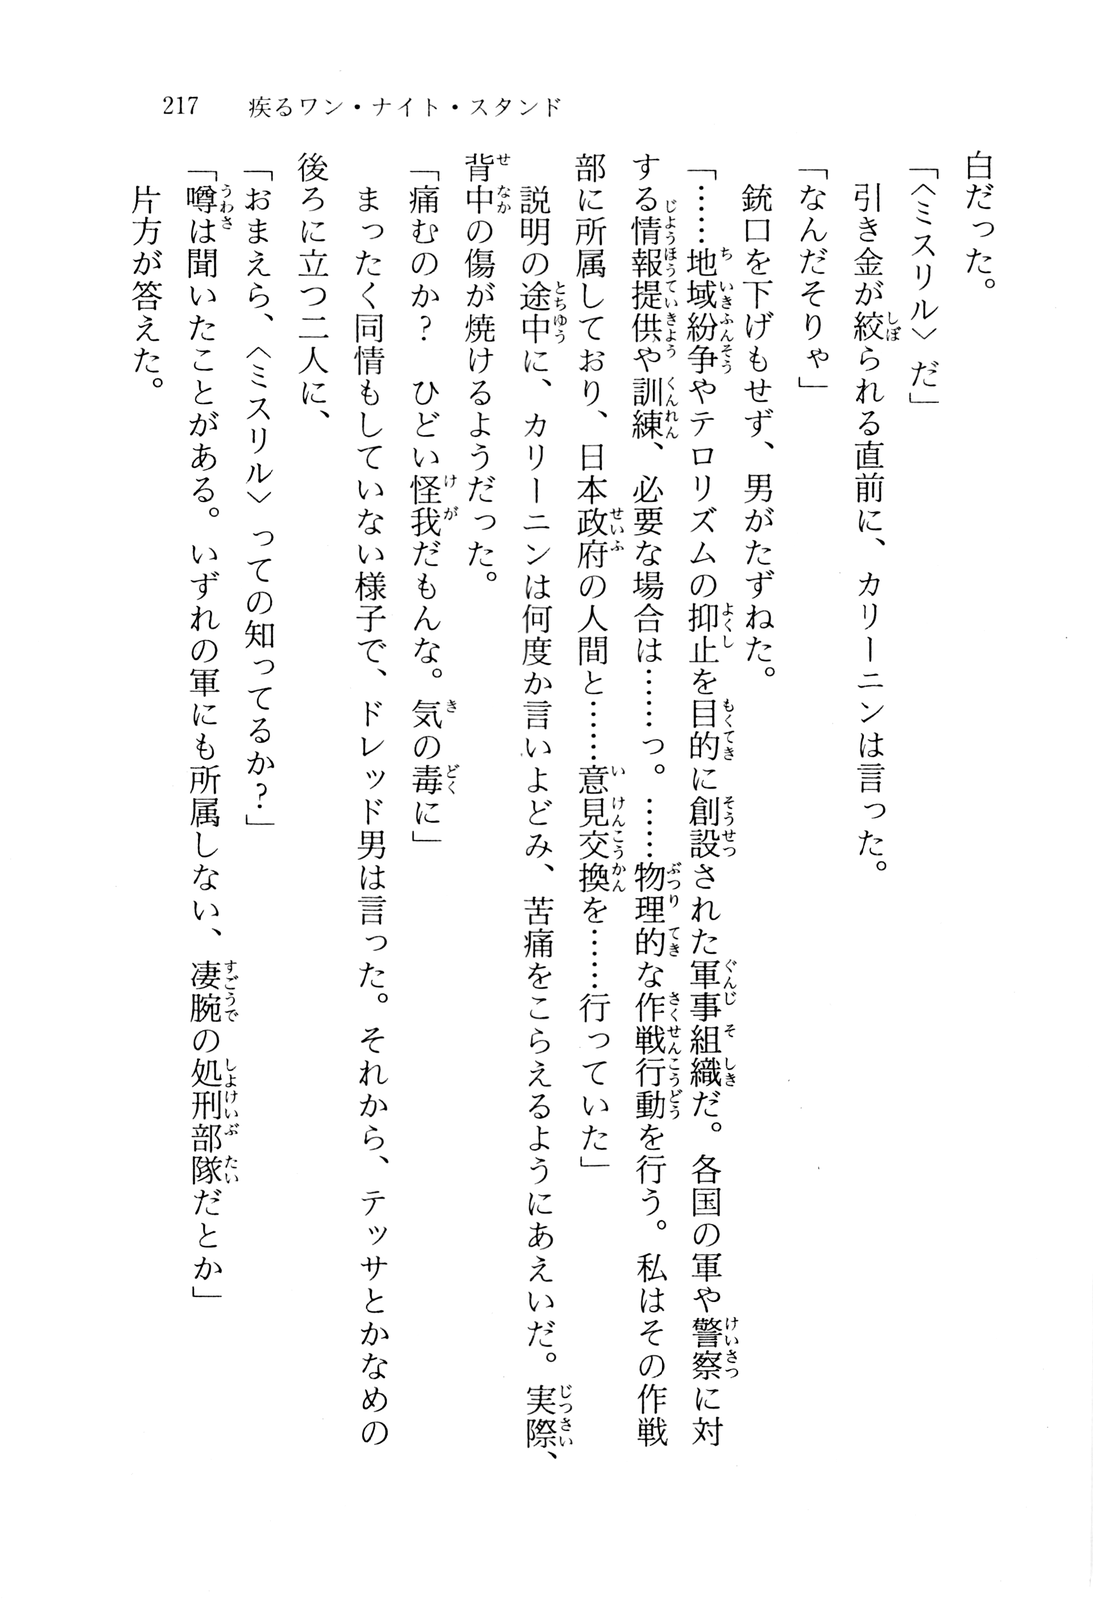 217　疾るワン・ナイト・スタンド
白だった。
「〈ミスリル〉だ」
　引き金が絞られる直前に、カリーニンは言った。
「なんだそりゃ」
　銃口を下げもせず、男がたずねた。
「……地域紛争やテロリズムの抑止を目的に創設された軍事組織だ。各国の軍や警察に対
する情報提供や訓練、必要な場合は……っ。……物理的な作戦行動を行う。私はその作戦
部に所属しており、日本政府の人間と……意見交換を……行っていた」
　説明の途中に、カリーニンは何度か言いよどみ、苦痛をこらえるようにあえいだ。実際、
背中の傷が焼けるようだった。
「痛むのか？　ひどい怪我だもんな。気の毒に」
　まったく同情もしていない様子で、ドレッド男は言った。それから、テッサとかなめの
後ろに立つ二人に、
「おまえら、〈ミスリル〉っての知ってるか？」
「噂は聞いたことがある。いずれの軍にも所属しない、凄腕の処刑部隊だとか」
　片方が答えた。